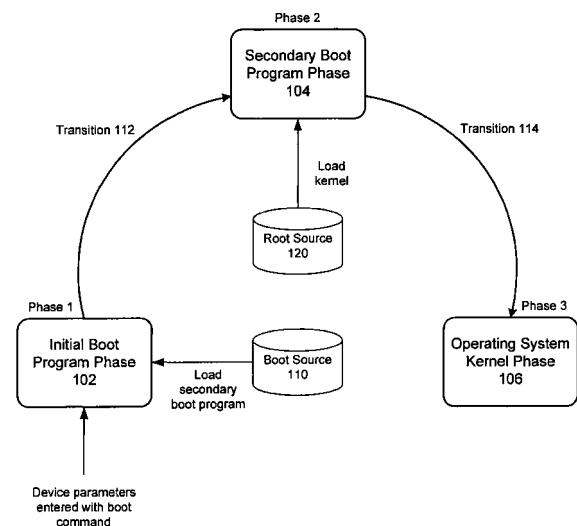 Phase 2
Secondary Boot
Program Phase
104
Transition 112
Transition 114
Load
kernel
Root Source
120
Phase 1
Phase 3
Initial Boot
Program Phase
102
Boot Source
110
Operating System
Kernel Phase
106
Load
secondary
boot program
Device parameters
entered with boot
command